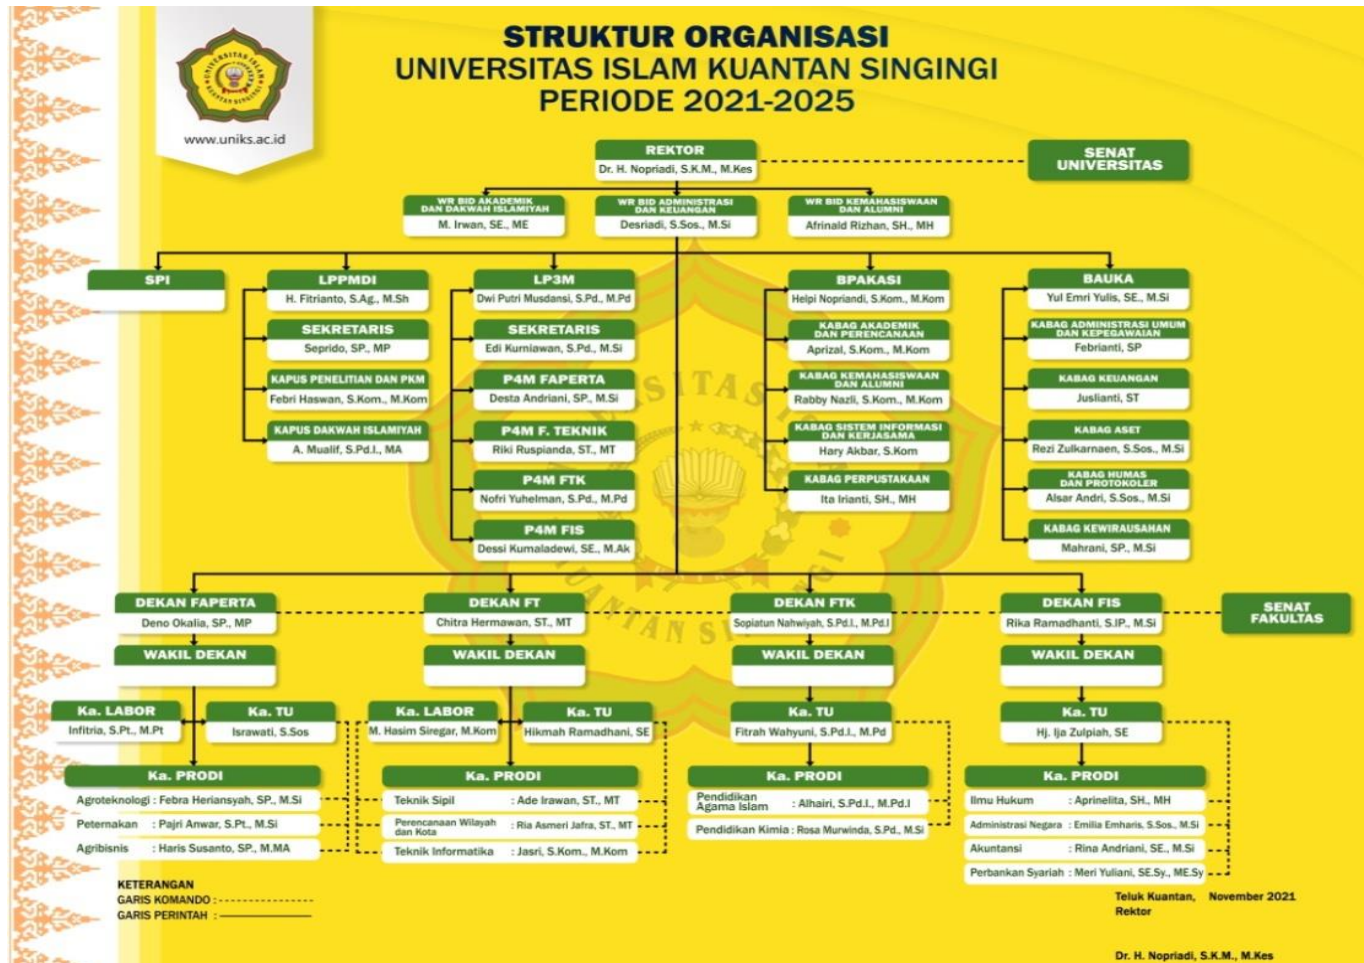 STRUKTUR ORGANISASI
UNIVERSITAS ISLAM KUANTAN SINGINGI
PERIODE 2021-2025
UNIVERSITAS ISLAM
KUANTAN SINGINGI
www.uniks.ac.id
REKTOR
Dr. H. Nopriadi, S.K.M., M.Kes
SENAT
UNIVERSITAS
WR BID AKADEMIK
DAN DAKWAH ISLAMIYAH
M. Irwan, SE., ME
WR BID ADMINISTRASI
DAN KEUANGAN
Desriadi, S.Sos., M.Si
WR BID KEMAHASISWAAN
DAN ALUMNI
Afrinald Rizhan, SH., MH
SPI
LPPMDI
H. Fitrianto, S.Ag., M.Sh
SEKRETARIS
Seprido, SP., MP
KAPUS PENELITIAN DAN PKM
Febri Haswan, S.Kom., M.Kom
KAPUS DAKWAH ISLAMIYAH
A. Mualif, S.Pd.I., MA
LP3M
Dwi Putri Musdansi, S.Pd., M.Pd
SEKRETARIS
Edi Kurniawan, S.Pd., M.Si
P4M FAPERTA
Desta Andriani, SP., M.Si
P4M F. TEKNIK
Riki Ruspianda, ST., MT
P4M FTK
Nofri Yuhelman, S.Pd., M.Pd
P4M FIS
Dessi Kumaladewi, SE., M.Ak
BPAKASI
Helpi Nopriandi, S.Kom., M.Kom
KABAG AKADEMIK
DAN PERENCANAAN
Aprizal, S.Kom., M.Kom
KABAG KEMAHASISWAAN
DAN ALUMNI
Rabby Nazli, S.Kom., M.Kom
KABAG SISTEM INFORMASI
DAN KERJASAMA
Hary Akbar, S.Kom
KABAG PERPUSTAKAAN
Ita Irianti, SH., MH
BAUKA
Yul Emri Yulis, SE., M.Si
KABAG ADMINISTRASI UMUM
DAN KEPEGAWAIAN
Febrianti, SP
KABAG KEUANGAN
Juslianti, ST
KABAG ASET
Rezi Zulkarnaen, S.Sos., M.Si
KABAG HUMAS
DAN PROTOKOLER
Alsar Andri, S.Sos., M.Si
KABAG KEWIRAUSAHAN
Mahrani, SP., M.Si
DEKAN FAPERTA
Deno Okalia, SP., MP
DEKAN FT
Chitra Hermawan, ST., MT
DEKAN FTK
Sopiatun Nahwiyah, S.Pd.I., M.Pd.I
DEKAN FIS
Rika Ramadhanti, S.IP., M.Si
SENAT
FAKULTAS
WAKIL DEKAN
WAKIL DEKAN
WAKIL DEKAN
WAKIL DEKAN
Ka. LABOR
Infitria, S.Pt., M.Pt
Ka. TU
Israwati, S.Sos
Ka. LABOR
M. Hasim Siregar, M.Kom
Ka. TU
Hikmah Ramadhani, SE
Ka. TU
Fitrah Wahyuni, S.Pd.I., M.Pd
Ka. TU
Hj. Ija Zulpiah, SE
Ka. PRODI
Agroteknologi : Febra Heriansyah, SP., M.Si
Peternakan : Pajri Anwar, S.Pt., M.Si
Agribisnis : Haris Susanto, SP., M.MA
Ka. PRODI
Teknik Sipil : Ade Irawan, ST., MT
Perencanaan Wilayah
dan Kota : Ria Asmeri Jafra, ST., MT
Teknik Informatika : Jasri, S.Kom., M.Kom
Ka. PRODI
Pendidikan
Agama Islam : Alhairi, S.Pd.I., M.Pd.I
Pendidikan Kimia : Rosa Murwinda, S.Pd., M.Si
Ka. PRODI
Ilmu Hukum : Aprinelita, SH., MH
Administrasi Negara : Emilia Emharis, S.Sos., M.Si
Akuntansi : Rina Andriani, SE., M.Si
Perbankan Syariah : Meri Yuliani, SE.Sy., ME.Sy
KETERANGAN
GARIS KOMANDO :
GARIS PERINTAH :
Teluk Kuantan, November 2021
Rektor
Dr. H. Nopriadi, S.K.M., M.Kes